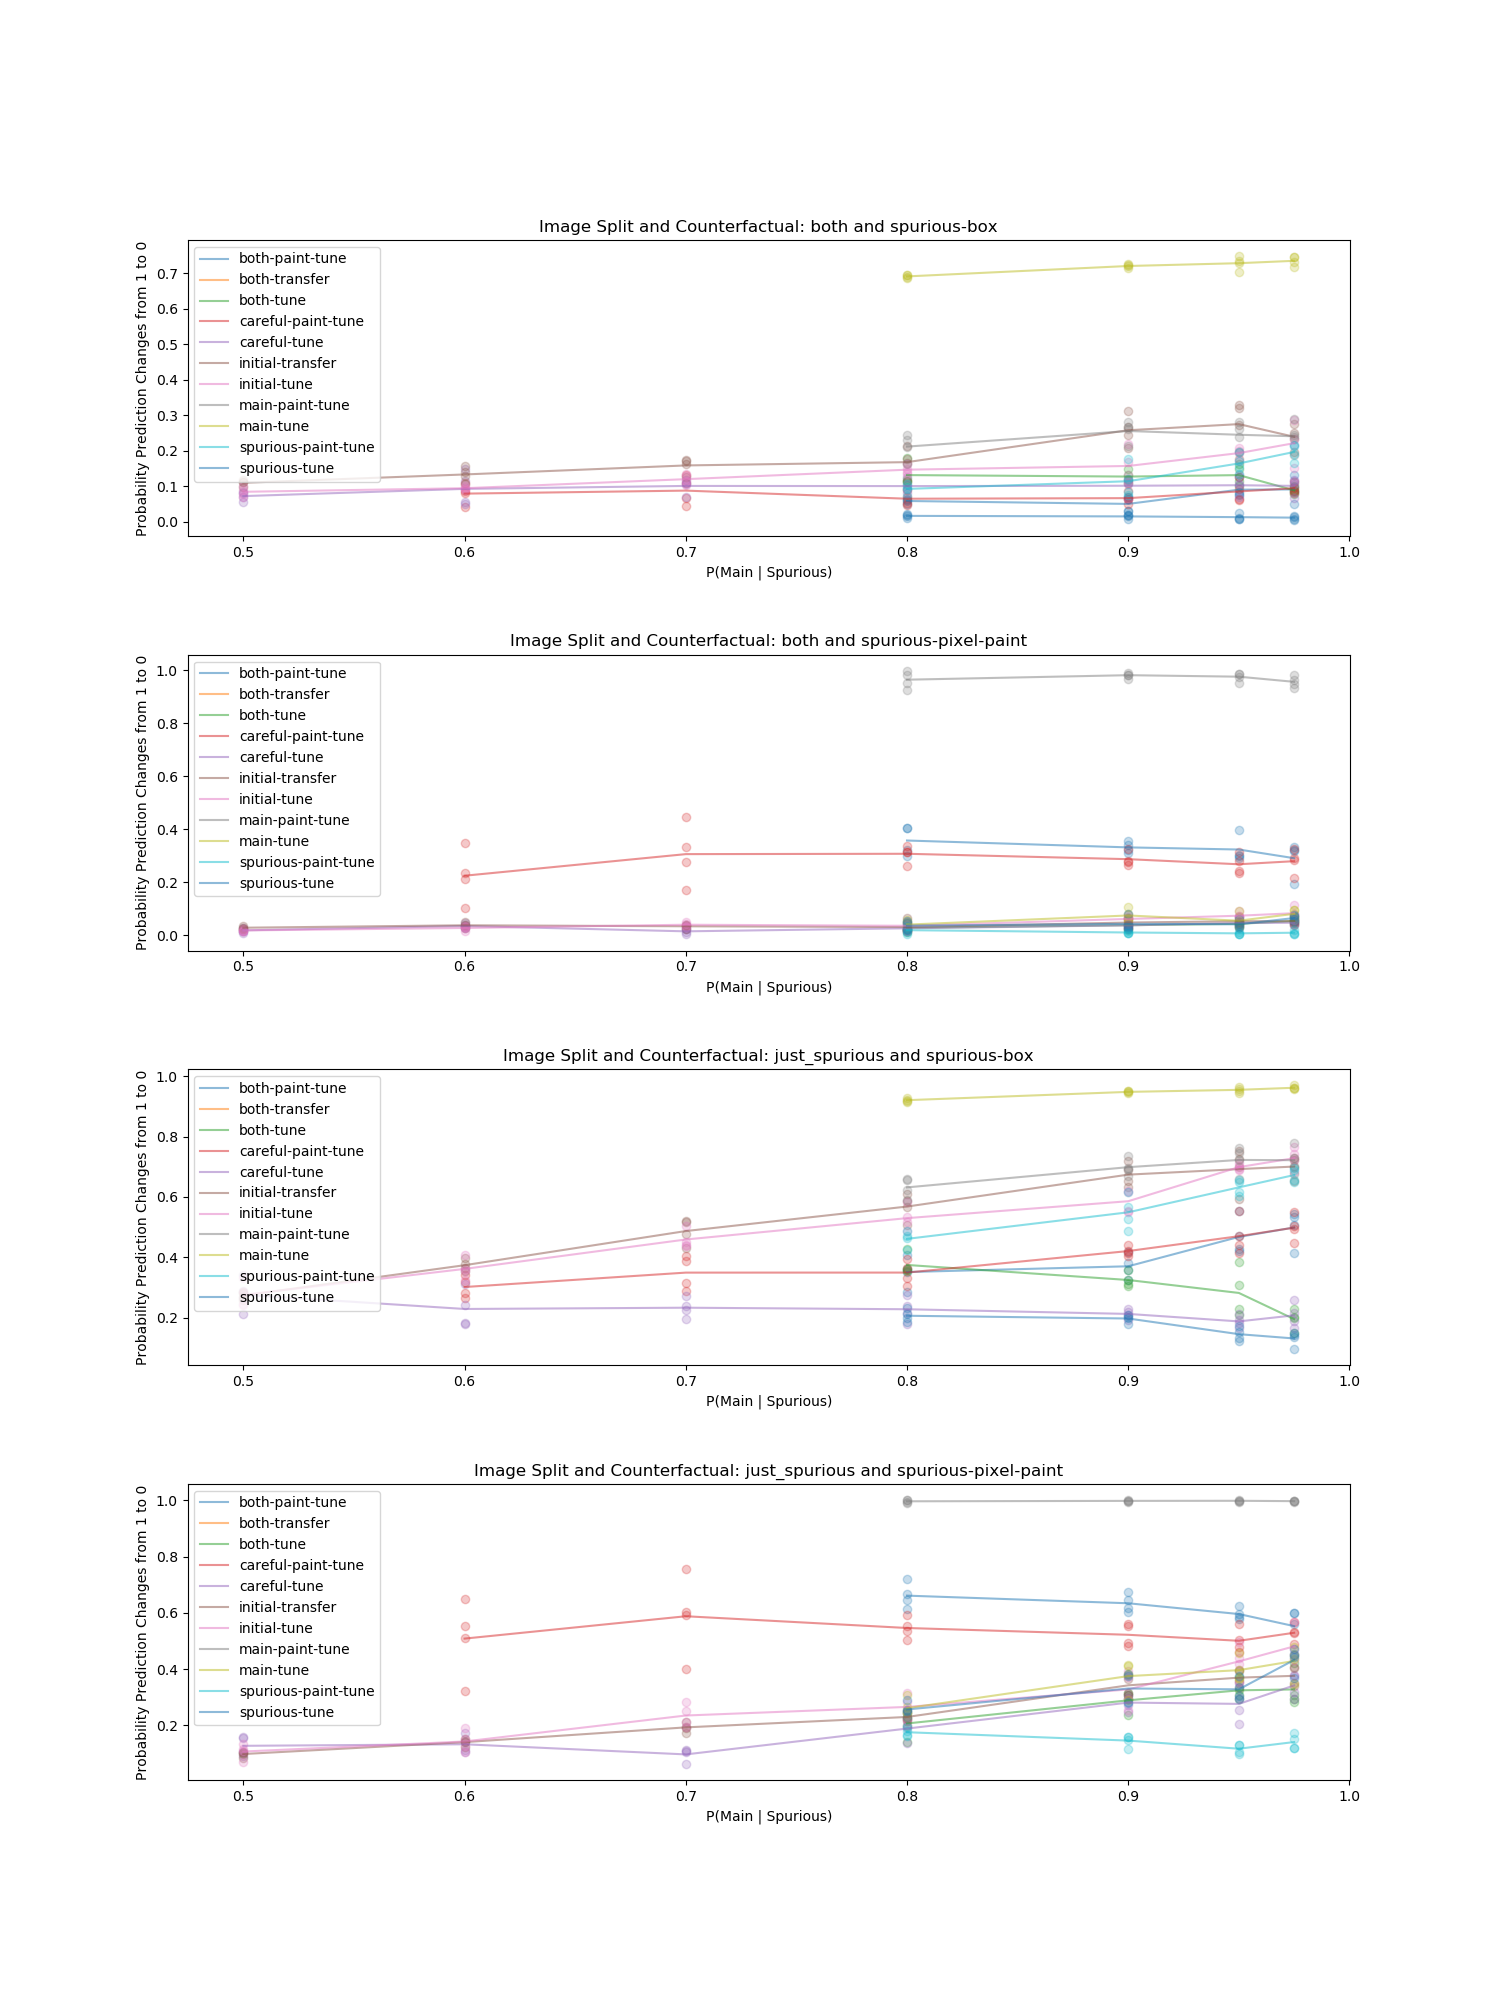 Image Split and Counterfactual: both and spurious-box
Probability Prediction Changes from 1 to 0
0.7
0.6
0.5
0.4
0.3
0.2
0.1
0.0
both-paint-tune
both-transfer
both-tune
careful-paint-tune
careful-tune
initial-transfer
initial-tune
main-paint-tune
main-tune
spurious-paint-tune
spurious-tune
0.5 0.6 0.7 0.8 0.9 1.0
P(Main | Spurious)
Image Split and Counterfactual: both and spurious-pixel-paint
Probability Prediction Changes from 1 to 0
1.0
0.8
0.6
0.4
0.2
0.0
both-paint-tune
both-transfer
both-tune
careful-paint-tune
careful-tune
initial-transfer
initial-tune
main-paint-tune
main-tune
spurious-paint-tune
spurious-tune
0.5 0.6 0.7 0.8 0.9 1.0
P(Main | Spurious)
Image Split and Counterfactual: just_spurious and spurious-box
Probability Prediction Changes from 1 to 0
1.0
0.8
0.6
0.4
0.2
both-paint-tune
both-transfer
both-tune
careful-paint-tune
careful-tune
initial-transfer
initial-tune
main-paint-tune
main-tune
spurious-paint-tune
spurious-tune
0.5 0.6 0.7 0.8 0.9 1.0
P(Main | Spurious)
Image Split and Counterfactual: just_spurious and spurious-pixel-paint
Probability Prediction Changes from 1 to 0
1.0
0.8
0.6
0.4
0.2
both-paint-tune
both-transfer
both-tune
careful-paint-tune
careful-tune
initial-transfer
initial-tune
main-paint-tune
main-tune
spurious-paint-tune
spurious-tune
0.5 0.6 0.7 0.8 0.9 1.0
P(Main | Spurious)